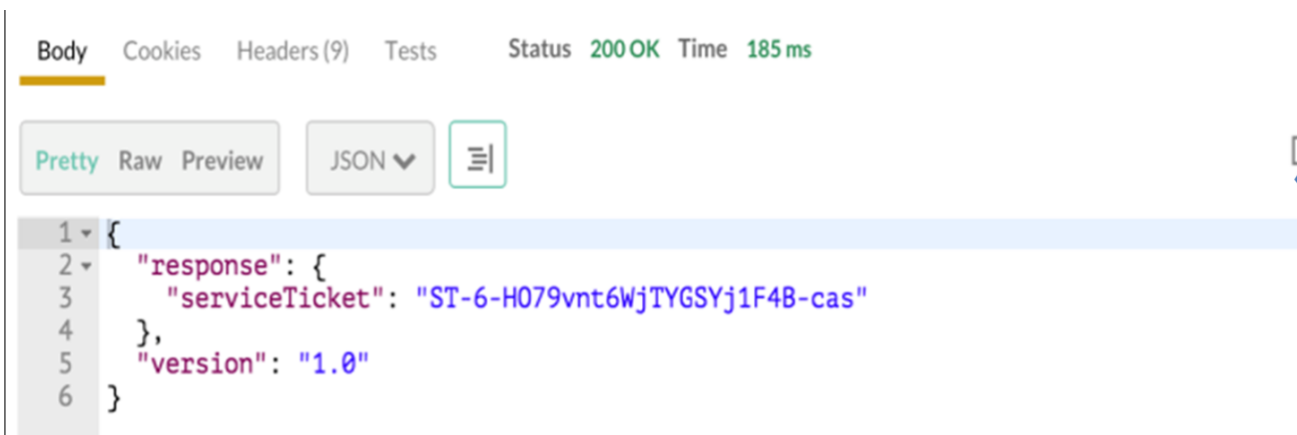 Body Cookies Headers (9) Tests Status 200 OK Time 185 ms
Pretty Raw Preview JSON
1 {
2 "response": {
3 "serviceTicket": "ST-6-HO79vnt6WjTYGSYj1F4B-cas"
4 },
5 "version": "1.0"
6 }